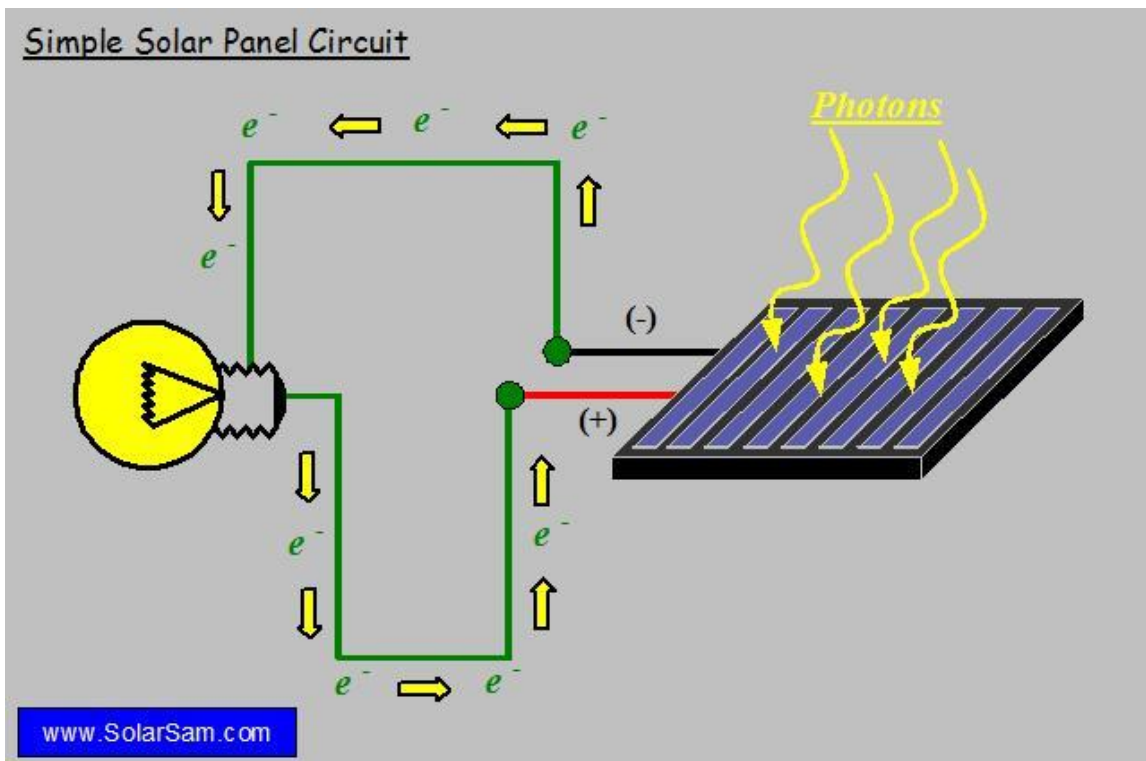 Simple Solar Panel Circuit
Photons
e - e - e -
e -
(-)
(+)
e - e -
e - e -
www.SolarSam.com